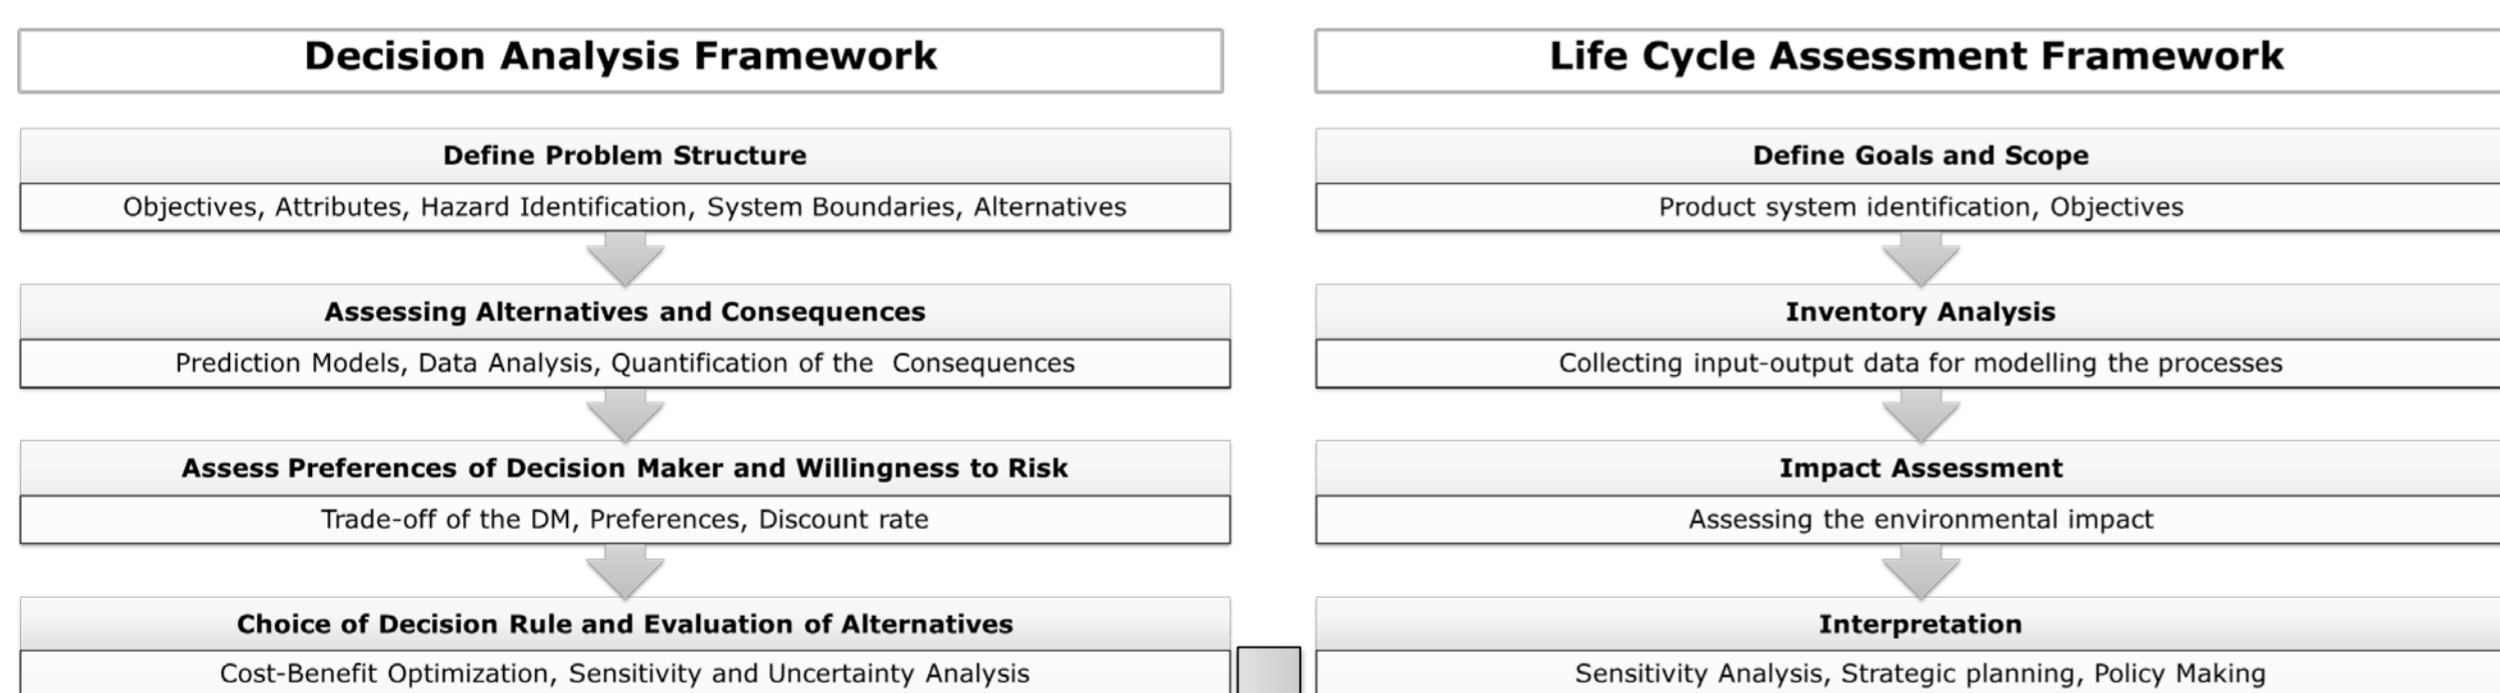 Decision Analysis Framework
Define Problem Structure
Objectives, Attributes, Hazard Identification, System Boundaries, Alternatives
Assessing Alternatives and Consequences
Prediction Models, Data Analysis, Quantification of the  Consequences
Assess Preferences of Decision Maker and Willingness to Risk
Trade-off of the DM, Preferences, Discount rate
Choice of Decision Rule and Evaluation of Alternatives
Cost-Benefit Optimization, Sensitivity and Uncertainty Analysis
Life Cycle Assessment Framework
Define Goals and Scope
Product system identification, Objectives
Inventory Analysis
Collecting input-output data for modelling the processes
Impact Assessment
Assessing the environmental impact
Interpretation
Sensitivity Analysis, Strategic planning, Policy Making